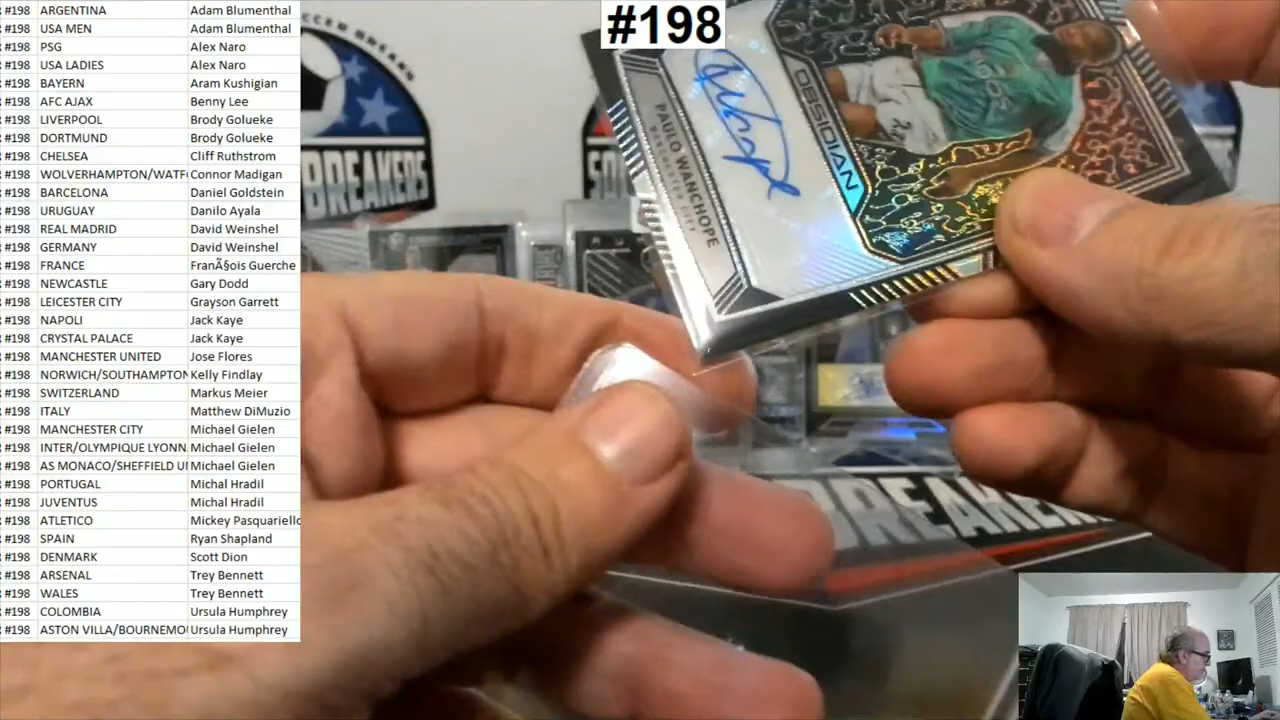 #198 ARGENTINA Adam Blumenthal
#198 USA MEN Adam Blumenthal
#198 PSG Alex Naro
#198 USA LADIES Alex Naro
#198 BAYERN Aram Kushigian
#198 AFC AJAX Benny Lee
#198 LIVERPOOL Brody Golueke
#198 DORTMUND Brody Golueke
#198 CHELSEA Cliff Ruthstrom
#198 WOLVERHAMPTON/WATF Connor Madigan
#198 BARCELONA Daniel Goldstein
#198 URUGUAY Danilo Ayala
#198 REAL MADRID David Weinshel
#198 GERMANY David Weinshel
#198 FRANCE FranÃ§ois Guerche
#198 NEWCASTLE Gary Dodd
#198 LEICESTER CITY Grayson Garrett
#198 NAPOLI Jack Kaye
#198 CRYSTAL PALACE Jack Kaye
#198 MANCHESTER UNITED Jose Flores
#198 NORWICH/SOUTHAMPTON Kelly Findlay
#198 SWITZERLAND Markus Meier
#198 ITALY Matthew DiMuzio
#198 MANCHESTER CITY Michael Gielen
#198 INTER/OLYMPIQUE LYONN Michael Gielen
#198 AS MONACO/SHEFFIELD UI Michael Gielen
#198 PORTUGAL Michal Hradil
#198 JUVENTUS Michal Hradil
#198 ATLETICO Mickey Pasquariello
#198 SPAIN Ryan Shapland
#198 DENMARK Scott Dion
#198 ARSENAL Trey Bennett
#198 WALES Trey Bennett
#198 COLOMBIA Ursula Humphrey
#198 ASTON VILLA/BOURNEMO Ursula Humphrey
#198
OBSIDIAN
PAULO WANCHOPE
MANCHESTER CITY
BREAKERS
SO
BREAKER